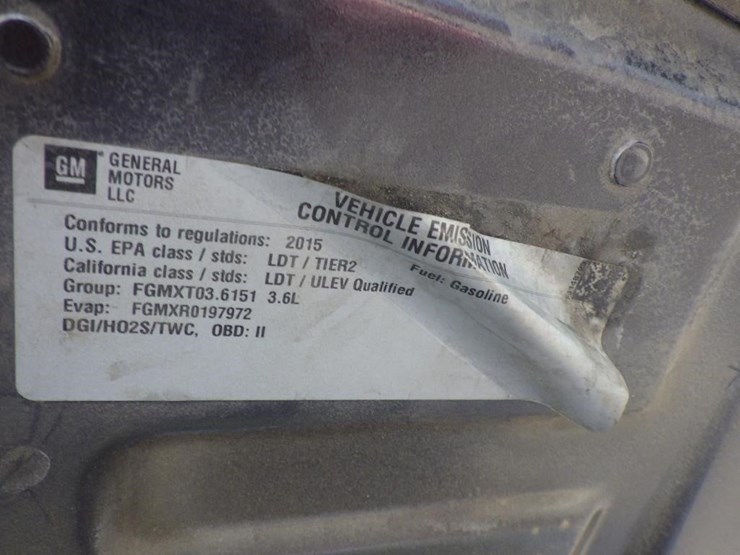 GM GENERAL
MOTORS
LLC
VEHICLE EMISSION
CONTROL INFORMATION
Conforms to regulations: 2015
U.S. EPA class / stds: LDT / TIER2
California class / stds: LDT / ULEV Qualified
Fuel: Gasoline
Group: FGMXT03.6151 3.6L
Evap: FGMXR0197972
DGI/HO2S/TWC, OBD: II